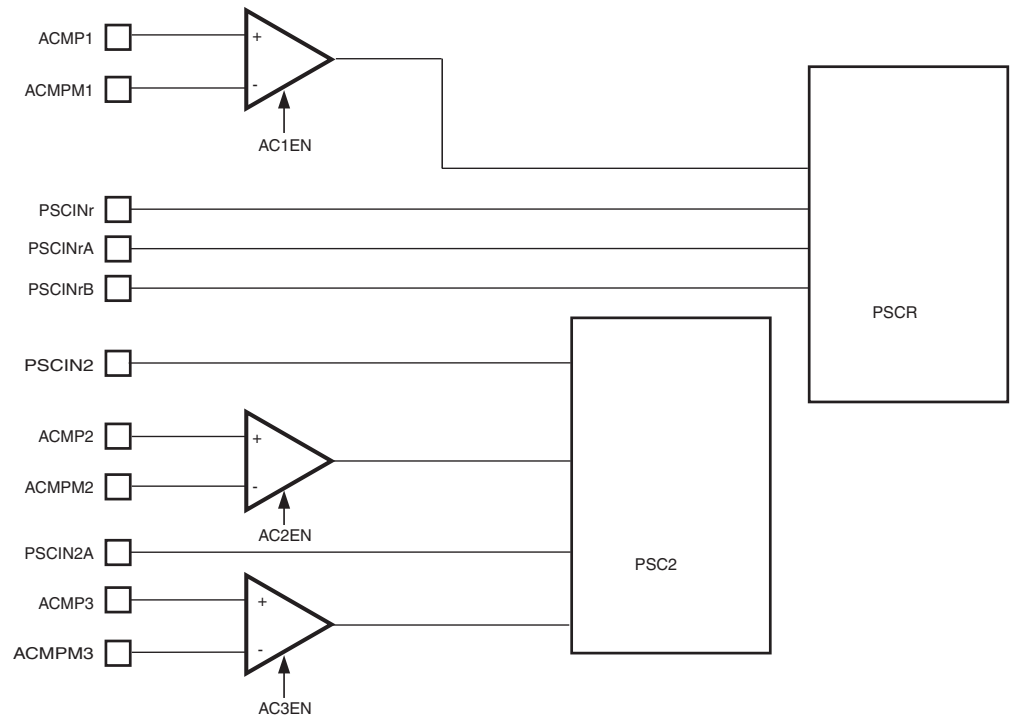 ACMP1
+
ACMPM1
-
AC1EN
PSCINr
PSCINrA
PSCINrB
PSCR
PSCIN2
ACMP2
+
ACMPM2
-
AC2EN
PSCIN2A
PSC2
ACMP3
+
ACMPM3
-
AC3EN